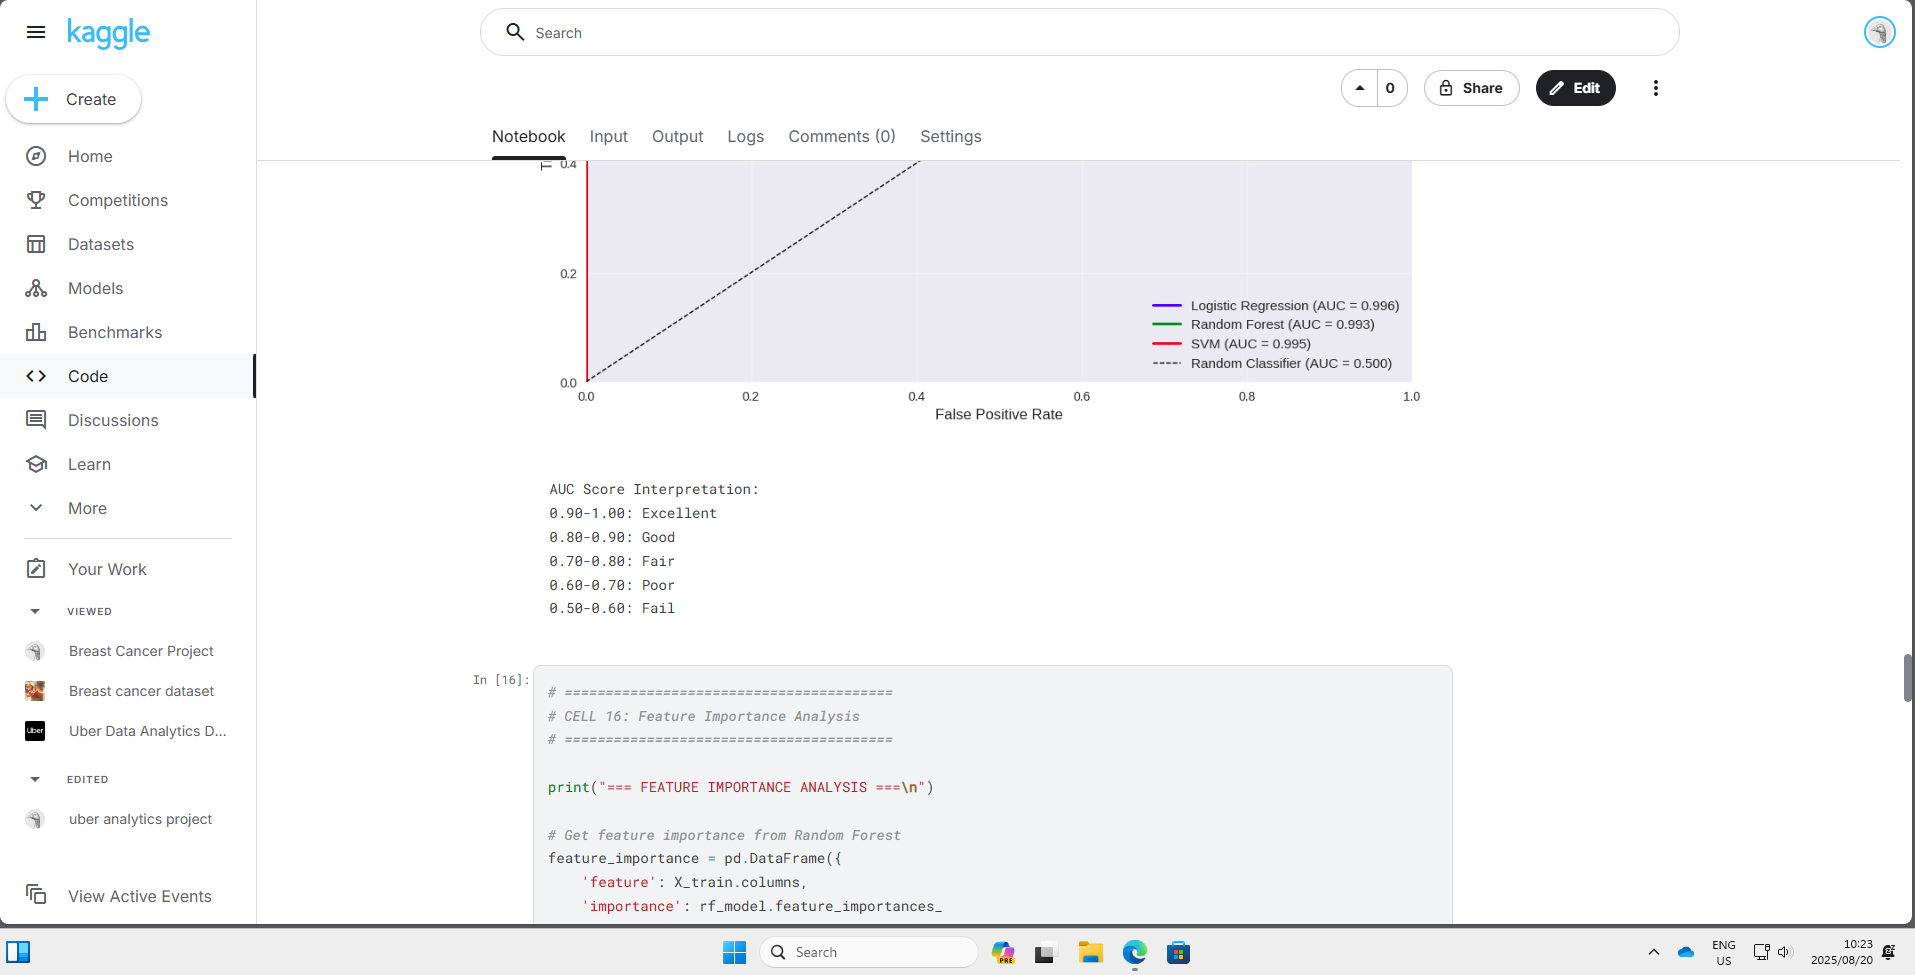 kaggle
Search
Create
0
Share
Edit
Notebook
Input
Output
Logs
Comments (0)
Settings
Home
Competitions
Datasets
Models
Benchmarks
Code
Discussions
Learn
More
Your Work
VIEWED
Breast Cancer Project
Breast cancer dataset
Uber
Uber Data Analytics D...
EDITED
uber analytics project
View Active Events
0.4
0.2
0.0
Logistic Regression (AUC = 0.996)
Random Forest (AUC = 0.993)
SVM (AUC = 0.995)
Random Classifier (AUC = 0.500)
0.0
0.2
0.4
0.6
0.8
1.0
False Positive Rate
AUC Score Interpretation:
0.90-1.00: Excellent
0.80-0.90: Good
0.70-0.80: Fair
0.60-0.70: Poor
0.50-0.60: Fail
In [16]:
# ========================================
# CELL 16: Feature Importance Analysis
# ========================================
print("=== FEATURE IMPORTANCE ANALYSIS ===\n")
# Get feature importance from Random Forest
feature_importance = pd.DataFrame({
'feature': X_train.columns,
'importance': rf_model.feature_importances_
Search
PRE
ENG
US
10:23
2025/08/20